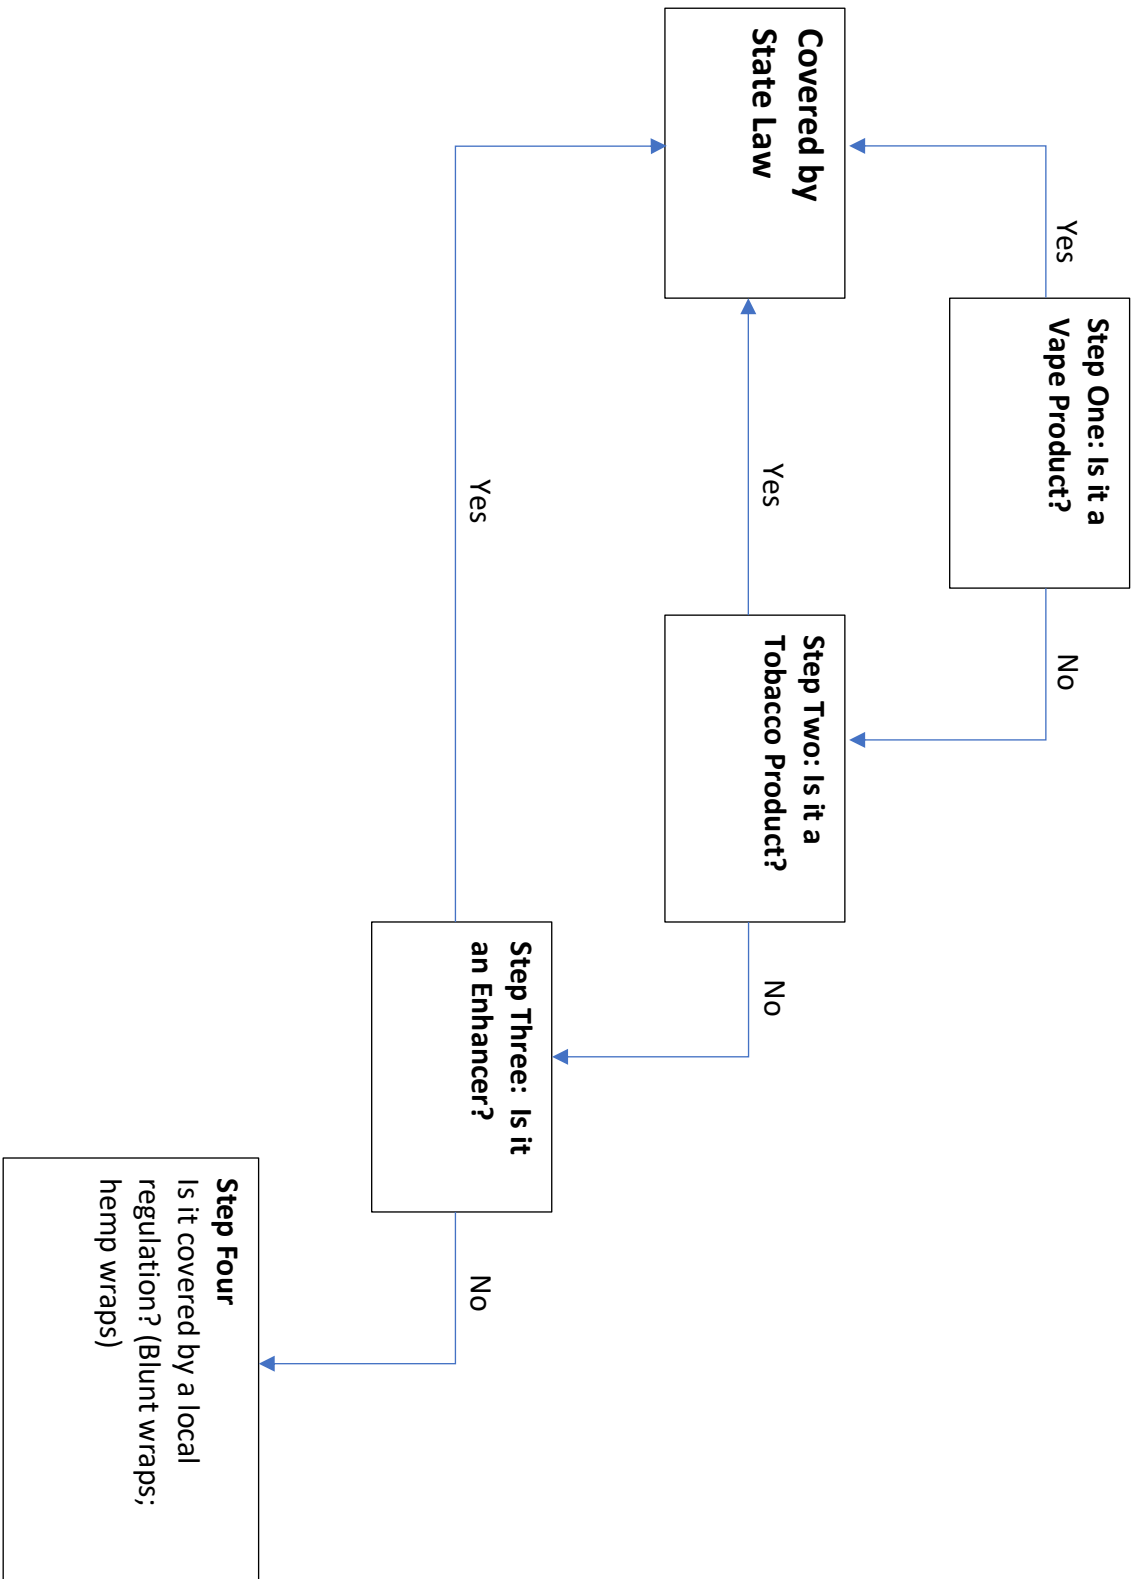 Step One: Is it a
Vape Product?
Yes
No
Covered by
State Law
Yes
Step Two: Is it a
Tobacco Product?
No
Yes
Step Three:  Is it
an Enhancer?
No
Step Four
Is it covered by a local
regulation? (Blunt wraps;
hemp wraps)